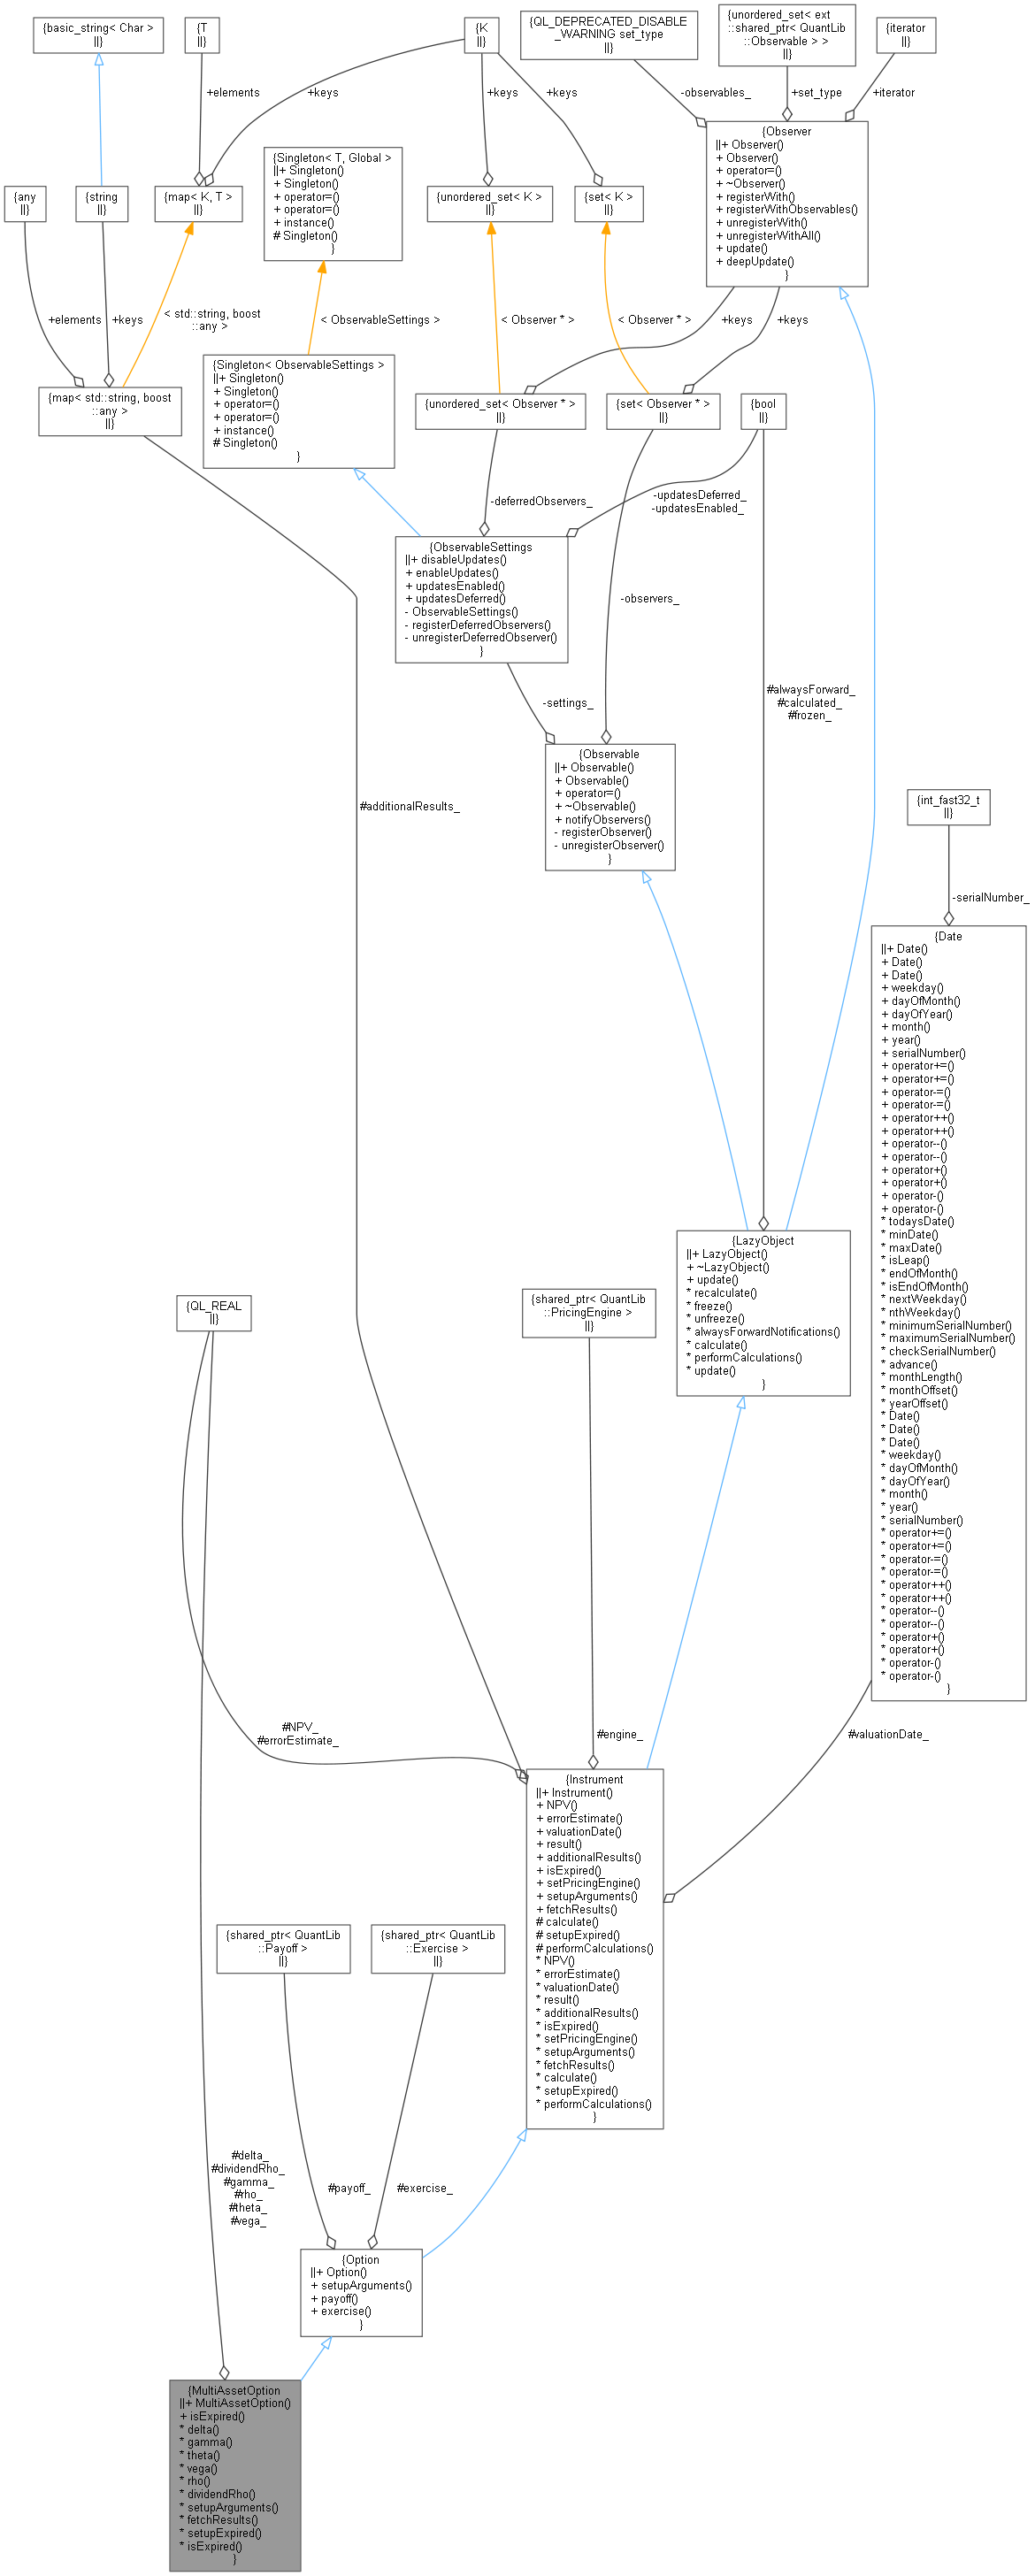 {basic_string< Char >
||}
{T
||}
{K
||}
{QL_DEPRECATED_DISABLE
_WARNING set_type
||}
{unordered_set< ext
::shared_ptr< QuantLib
::Observable > >
||}
{iterator
||}
+elements
+keys
+keys
+keys
-observables_
+set_type
+iterator
{any
||}
{string
||}
{map< K, T >
||}
{Singleton< T, Global >
||+ Singleton()
+ Singleton()
+ operator=()
+ operator=()
+ instance()
# Singleton()
}
{unordered_set< K >
||}
{set< K >
||}
{Observer
||+ Observer()
+ Observer()
+ operator=()
+ ~Observer()
+ registerWith()
+ registerWithObservables()
+ unregisterWith()
+ unregisterWithAll()
+ update()
+ deepUpdate()
}
+elements
+keys
< std::string, boost
::any >
< ObservableSettings >
< Observer * >
< Observer * >
+keys
+keys
{map< std::string, boost
::any >
||}
{Singleton< ObservableSettings >
||+ Singleton()
+ Singleton()
+ operator=()
+ operator=()
+ instance()
# Singleton()
}
{unordered_set< Observer * >
||}
{set< Observer * >
||}
{bool
||}
-deferredObservers_
-updatesDeferred_
-updatesEnabled_
{ObservableSettings
||+ disableUpdates()
+ enableUpdates()
+ updatesEnabled()
+ updatesDeferred()
- ObservableSettings()
- registerDeferredObservers()
- unregisterDeferredObserver()
}
-observers_
-settings_
#alwaysForward_
#calculated_
#frozen_
{Observable
||+ Observable()
+ Observable()
+ operator=()
+ ~Observable()
+ notifyObservers()
- registerObserver()
- unregisterObserver()
}
#additionalResults_
{int_fast32_t
||}
-serialNumber_
{Date
||+ Date()
+ Date()
+ Date()
+ weekday()
+ dayOfMonth()
+ dayOfYear()
+ month()
+ year()
+ serialNumber()
+ operator+=()
+ operator+=()
+ operator-=()
+ operator-=()
+ operator++()
+ operator++()
+ operator--()
+ operator--()
+ operator+()
+ operator+()
+ operator-()
+ operator-()
* todaysDate()
* minDate()
* maxDate()
* isLeap()
* endOfMonth()
* isEndOfMonth()
* nextWeekday()
* nthWeekday()
* minimumSerialNumber()
* maximumSerialNumber()
* checkSerialNumber()
* advance()
* monthLength()
* monthOffset()
* yearOffset()
* Date()
* Date()
* Date()
* weekday()
* dayOfMonth()
* dayOfYear()
* month()
* year()
* serialNumber()
* operator+=()
* operator+=()
* operator-=()
* operator-=()
* operator++()
* operator++()
* operator--()
* operator--()
* operator+()
* operator+()
* operator-()
* operator-()
}
{LazyObject
||+ LazyObject()
+ ~LazyObject()
+ update()
* recalculate()
* freeze()
* unfreeze()
* alwaysForwardNotifications()
* calculate()
* performCalculations()
* update()
}
{QL_REAL
||}
{shared_ptr< QuantLib
::PricingEngine >
||}
#NPV_
#errorEstimate_
#engine_
#valuationDate_
{Instrument
||+ Instrument()
+ NPV()
+ errorEstimate()
+ valuationDate()
+ result()
+ additionalResults()
+ isExpired()
+ setPricingEngine()
+ setupArguments()
+ fetchResults()
# calculate()
# setupExpired()
# performCalculations()
* NPV()
* errorEstimate()
* valuationDate()
* result()
* additionalResults()
* isExpired()
* setPricingEngine()
* setupArguments()
* fetchResults()
* calculate()
* setupExpired()
* performCalculations()
}
{shared_ptr< QuantLib
::Payoff >
||}
{shared_ptr< QuantLib
::Exercise >
||}
#delta_
#dividendRho_
#gamma_
#rho_
#theta_
#vega_
#payoff_
#exercise_
{Option
||+ Option()
+ setupArguments()
+ payoff()
+ exercise()
}
{MultiAssetOption
||+ MultiAssetOption()
+ isExpired()
* delta()
* gamma()
* theta()
* vega()
* rho()
* dividendRho()
* setupArguments()
* fetchResults()
* setupExpired()
* isExpired()
}